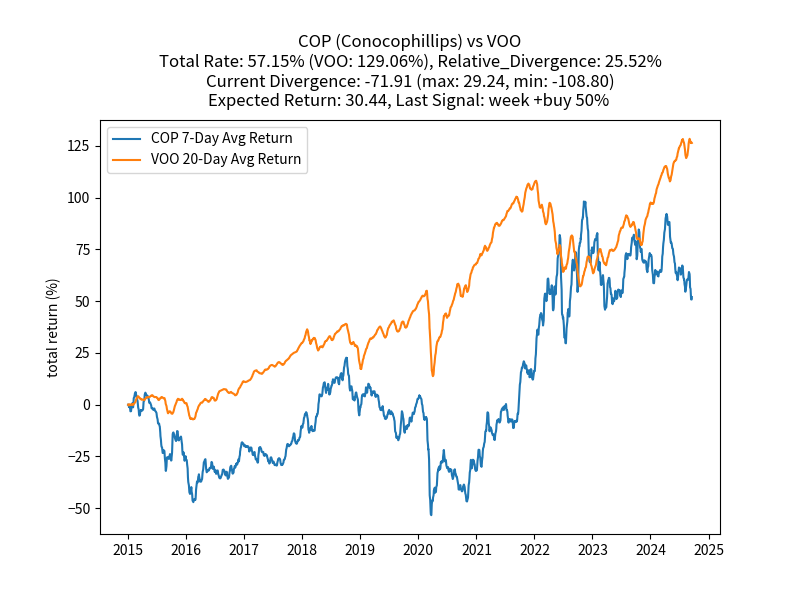 COP (Conocophillips) vs VOO
Total Rate: 57.15% (VOO: 129.06%), Relative_Divergence: 25.52%
Current Divergence: -71.91 (max: 29.24, min: -108.80)
Expected Return: 30.44, Last Signal: week +buy 50%
COP 7-Day Avg Return
VOO 20-Day Avg Return
total return (%)
125
100
75
50
25
0
−25
−50
2015 2016 2017 2018 2019 2020 2021 2022 2023 2024 2025